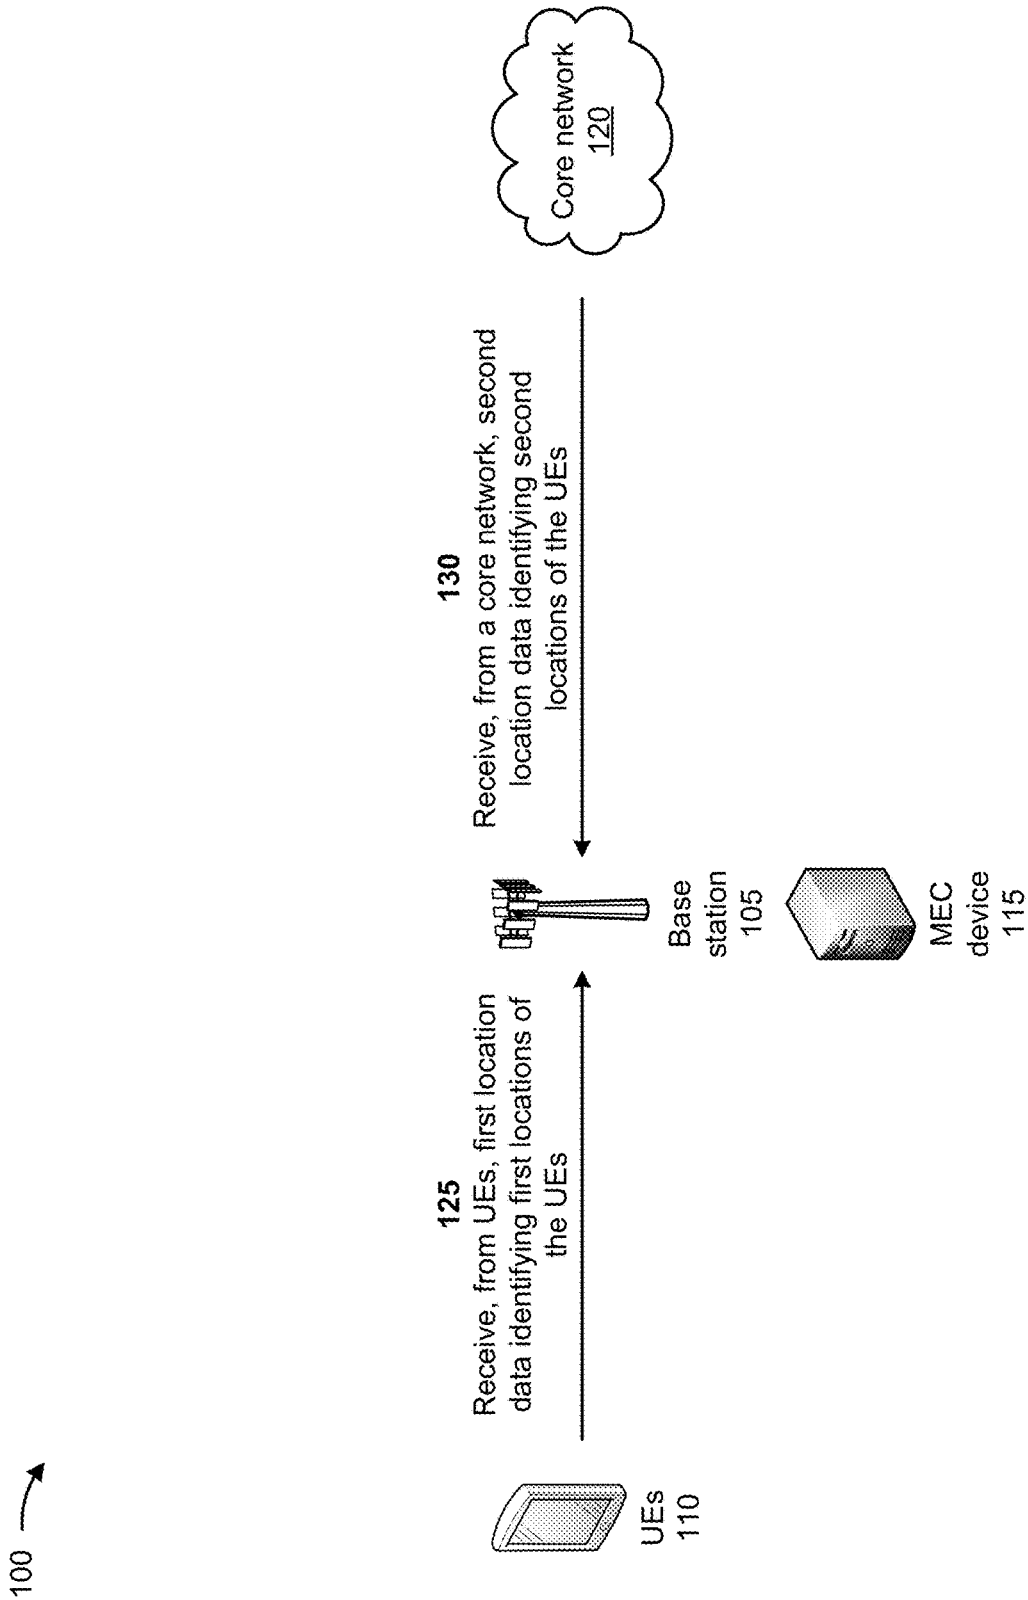 100
125
Receive, from UEs, first location
data identifying first locations of
the UEs
130
Receive, from a core network, second
location data identifying second
locations of the UEs
Core network
120
UEs
110
Base
station
105
MEC
device
115